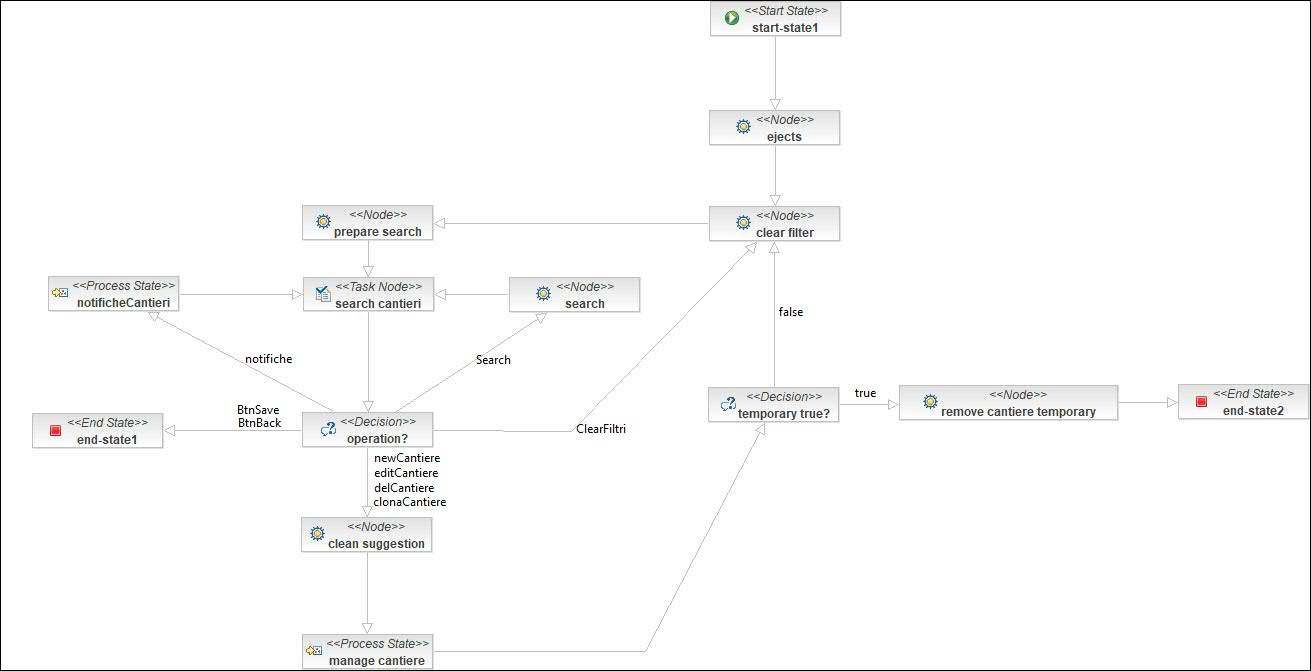 <<Start State>>
start-state1
<<Node>>
ejects
<<Node>>
prepare search
<<Node>>
clear filter
<<Process State>>
notificheCantieri
<<Task Node>>
search cantieri
<<Node>>
search
false
notifiche
Search
<<Decision>>
temporary true?
true
<<Node>>
remove cantiere temporary
<<End State>>
end-state2
<<End State>>
end-state1
BtnSave
BtnBack
<<Decision>>
operation?
ClearFiltri
newCantiere
editCantiere
delCantiere
clonaCantiere
<<Node>>
clean suggestion
<<Process State>>
manage cantiere